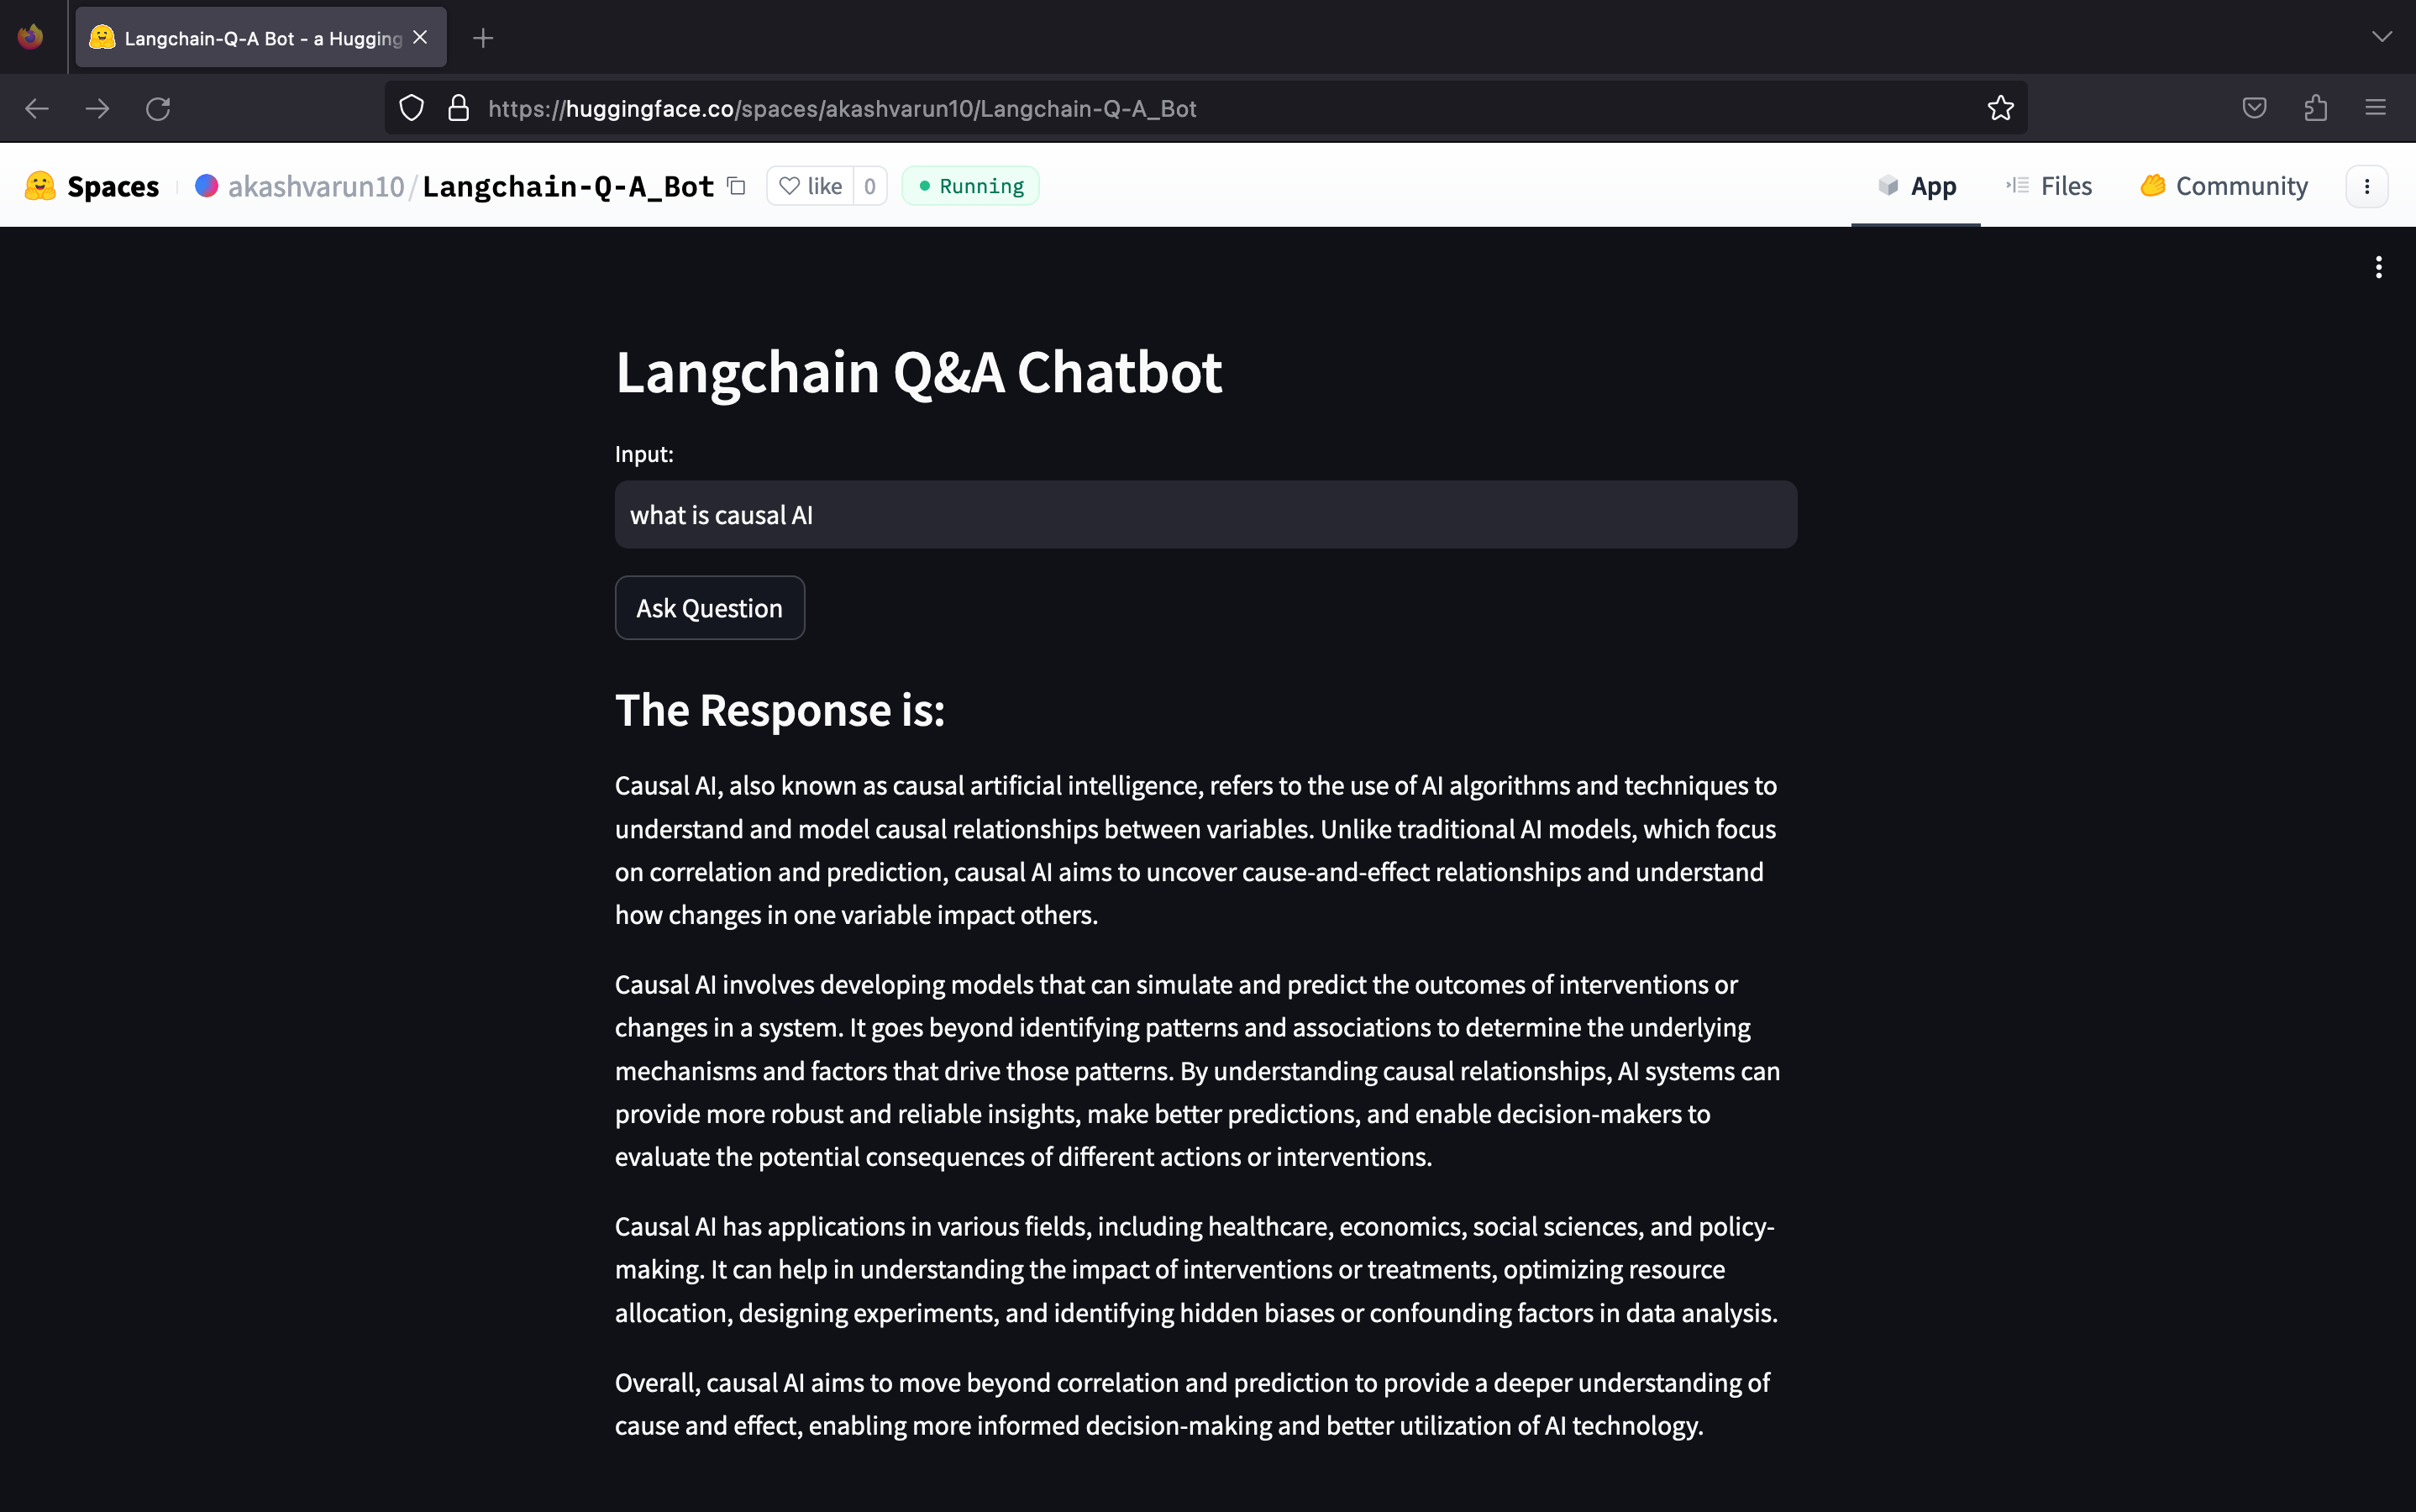 Langchain-Q-A Bot - a Hugging
https://huggingface.co/spaces/akashvarun10/Langchain-Q-A_Bot
Spaces akashvarun10/Langchain-Q-A_Bot like 0 Running App Files Community
Langchain Q&A Chatbot
Input:
what is causal AI
Ask Question
The Response is:
Causal AI, also known as causal artificial intelligence, refers to the use of AI algorithms and techniques to
understand and model causal relationships between variables. Unlike traditional AI models, which focus
on correlation and prediction, causal AI aims to uncover cause-and-effect relationships and understand
how changes in one variable impact others.
Causal AI involves developing models that can simulate and predict the outcomes of interventions or
changes in a system. It goes beyond identifying patterns and associations to determine the underlying
mechanisms and factors that drive those patterns. By understanding causal relationships, AI systems can
provide more robust and reliable insights, make better predictions, and enable decision-makers to
evaluate the potential consequences of different actions or interventions.
Causal AI has applications in various fields, including healthcare, economics, social sciences, and policy-
making. It can help in understanding the impact of interventions or treatments, optimizing resource
allocation, designing experiments, and identifying hidden biases or confounding factors in data analysis.
Overall, causal AI aims to move beyond correlation and prediction to provide a deeper understanding of
cause and effect, enabling more informed decision-making and better utilization of AI technology.